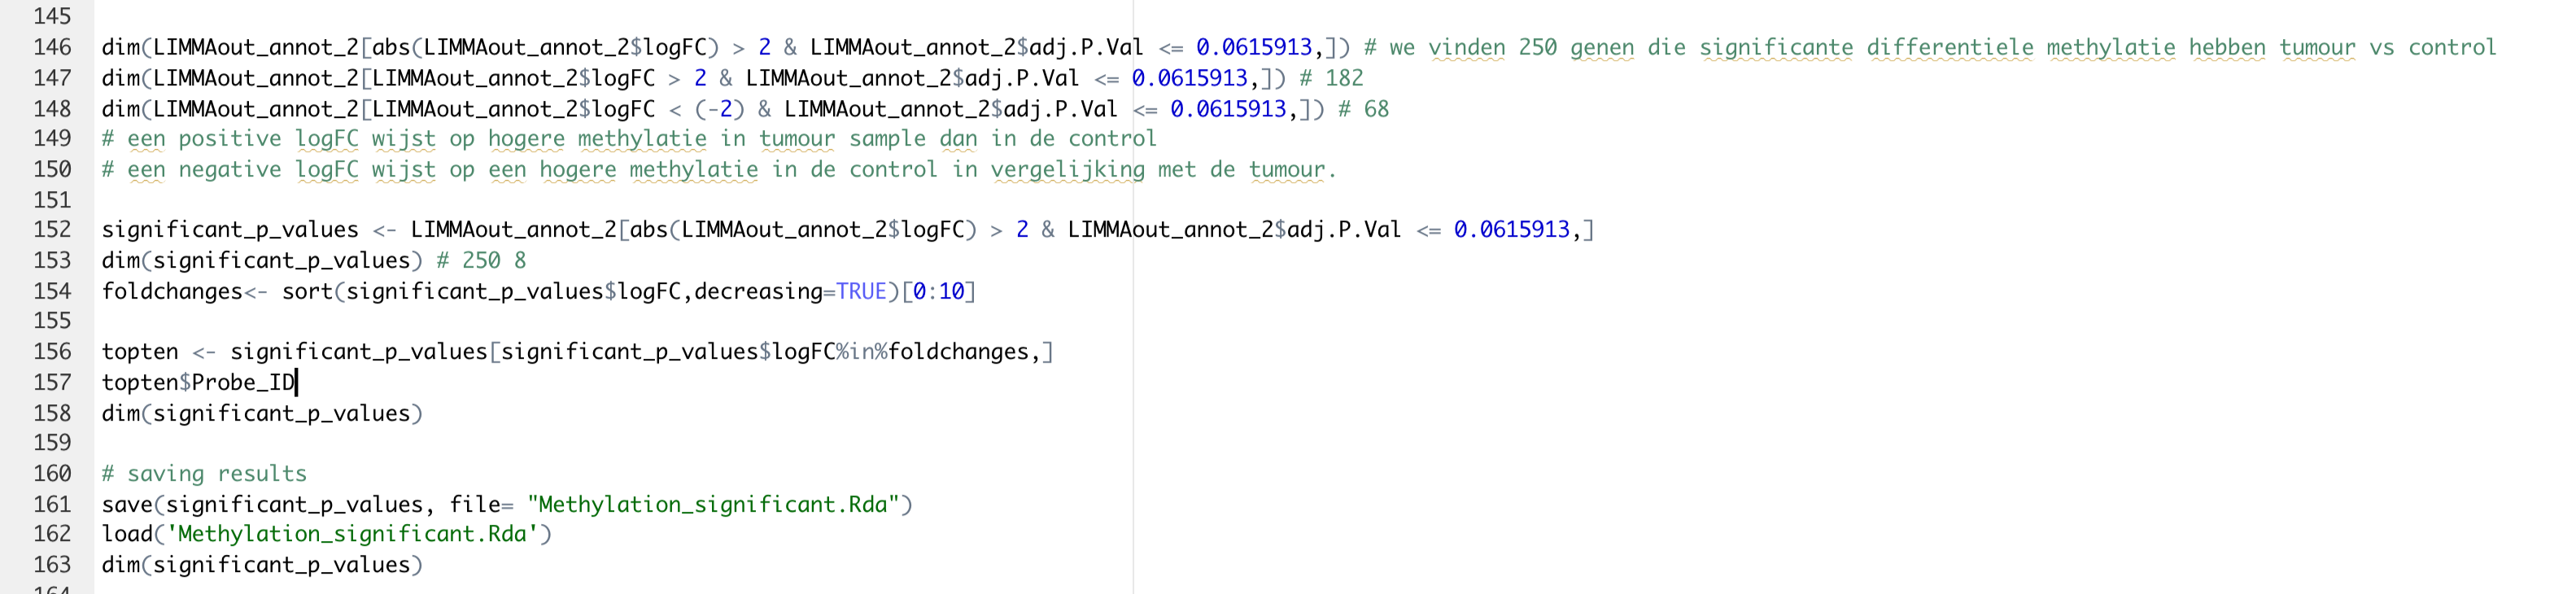 145
146 dim(LIMMAout_annot_2[abs(LIMMAout_annot_2$logFC) > 2 & LIMMAout_annot_2$adj.P.Val <= 0.0615913,]) # we vinden 250 genen die significante differentiele methylatie hebben tumour vs control
147 dim(LIMMAout_annot_2[LIMMAout_annot_2$logFC > 2 & LIMMAout_annot_2$adj.P.Val <= 0.0615913,]) # 182
148 dim(LIMMAout_annot_2[LIMMAout_annot_2$logFC < (-2) & LIMMAout_annot_2$adj.P.Val <= 0.0615913,]) # 68
149 # een positive logFC wijst op hogere methylatie in tumour sample dan in de control
150 # een negative logFC wijst op een hogere methylatie in de control in vergelijking met de tumour.
151
152 significant_p_values <- LIMMAout_annot_2[abs(LIMMAout_annot_2$logFC) > 2 & LIMMAout_annot_2$adj.P.Val <= 0.0615913,]
153 dim(significant_p_values) # 250 8
154 foldchanges<- sort(significant_p_values$logFC,decreasing=TRUE)[0:10]
155
156 topten <- significant_p_values[significant_p_values$logFC%in%foldchanges,]
157 topten$Probe_ID
158 dim(significant_p_values)
159
160 # saving results
161 save(significant_p_values, file= "Methylation_significant.Rda")
162 load('Methylation_significant.Rda')
163 dim(significant_p_values)
164